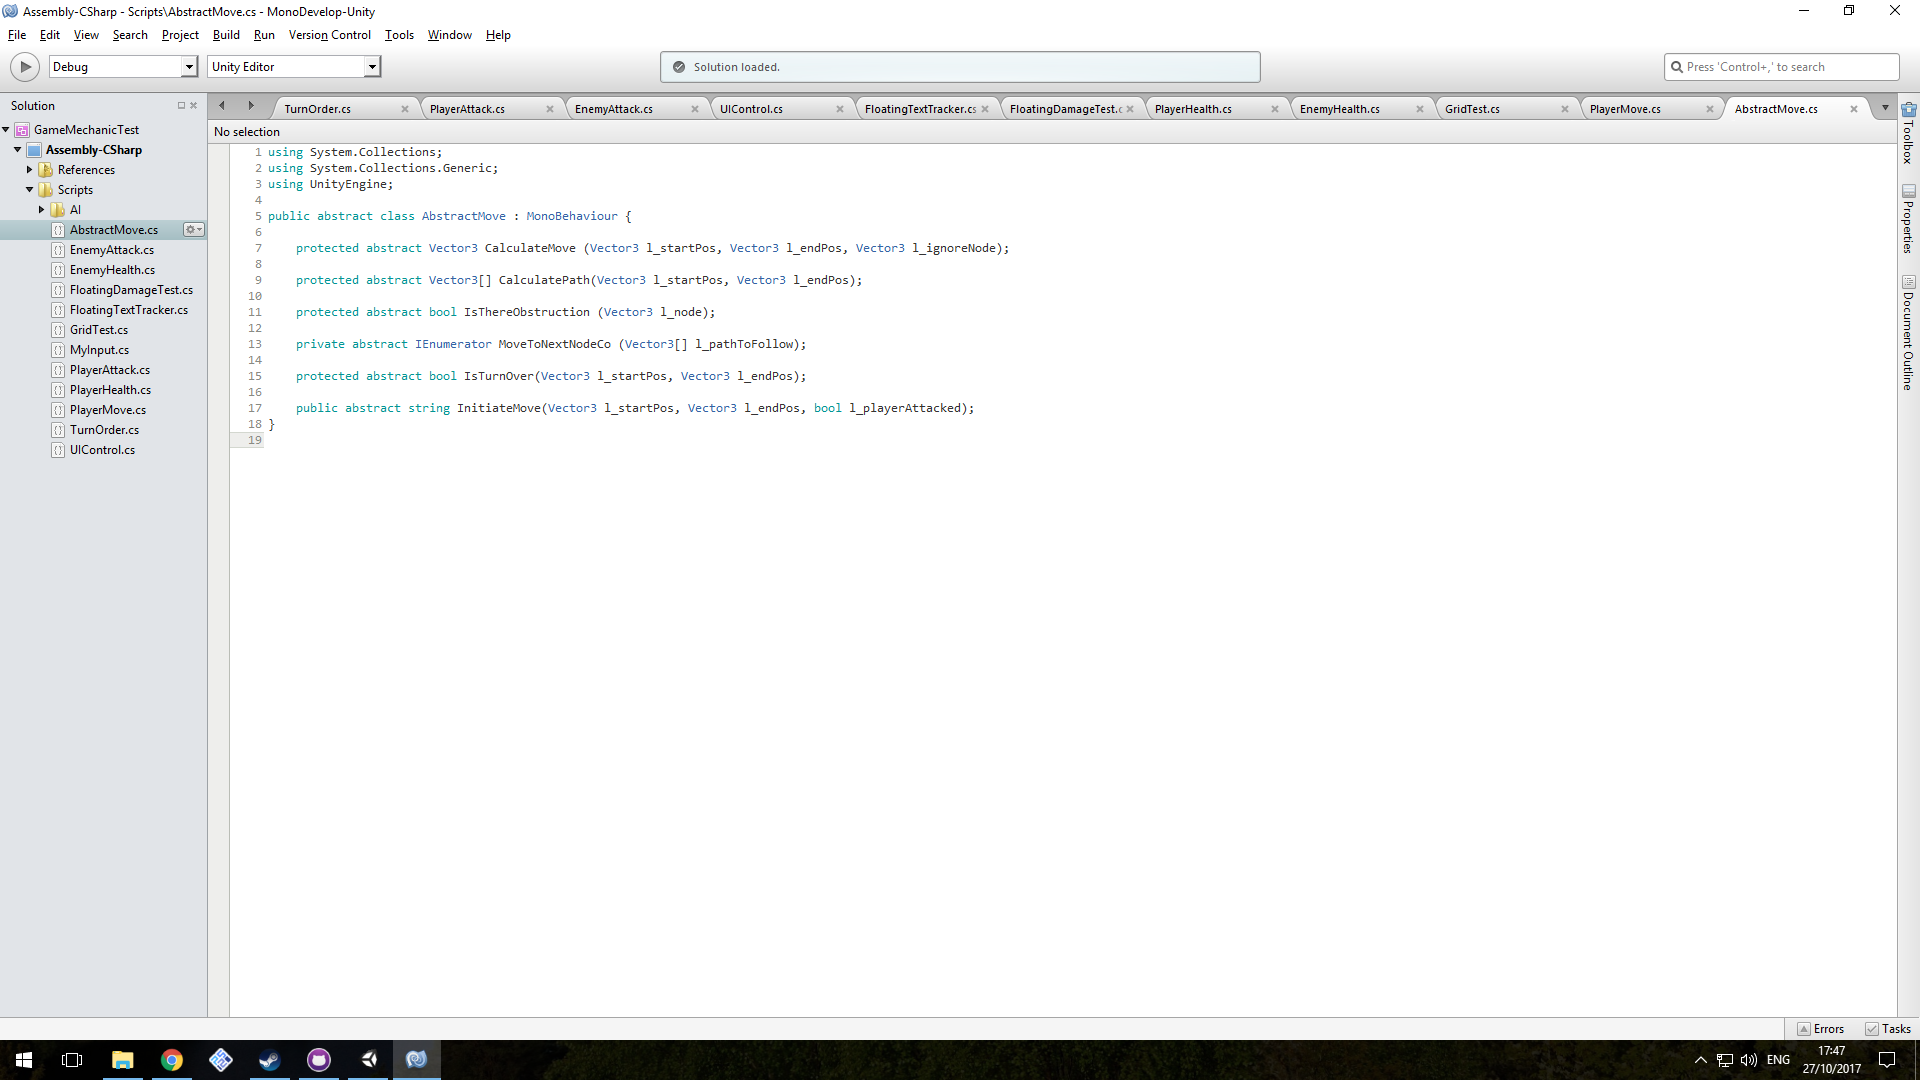 Assembly-CSharp - Scripts\AbstractMove.cs - MonoDevelop-Unity
File Edit View Search Project Build Run Version Control Tools Window Help
Debug Unity Editor Solution loaded. Press 'Control+,' to search
Solution
GameMechanicTest
Assembly-CSharp
References
Scripts
AI
AbstractMove.cs
EnemyAttack.cs
EnemyHealth.cs
FloatingDamageTest.cs
FloatingTextTracker.cs
GridTest.cs
MyInput.cs
PlayerAttack.cs
PlayerHealth.cs
PlayerMove.cs
TurnOrder.cs
UIControl.cs
TurnOrder.cs PlayerAttack.cs EnemyAttack.cs UIControl.cs FloatingTextTracker.cs FloatingDamageTest.c PlayerHealth.cs EnemyHealth.cs GridTest.cs PlayerMove.cs AbstractMove.cs
No selection
1 using System.Collections;
2 using System.Collections.Generic;
3 using UnityEngine;
4
5 public abstract class AbstractMove : MonoBehaviour {
6
7 protected abstract Vector3 CalculateMove (Vector3 l_startPos, Vector3 l_endPos, Vector3 l_ignoreNode);
8
9 protected abstract Vector3[] CalculatePath(Vector3 l_startPos, Vector3 l_endPos);
10
11 protected abstract bool IsThereObstruction (Vector3 l_node);
12
13 private abstract IEnumerator MoveToNextNodeCo (Vector3[] l_pathToFollow);
14
15 protected abstract bool IsTurnOver(Vector3 l_startPos, Vector3 l_endPos);
16
17 public abstract string InitiateMove(Vector3 l_startPos, Vector3 l_endPos, bool l_playerAttacked);
18 }
19
Toolbox
Properties
Document Outline
Errors Tasks
ENG
17:47
27/10/2017